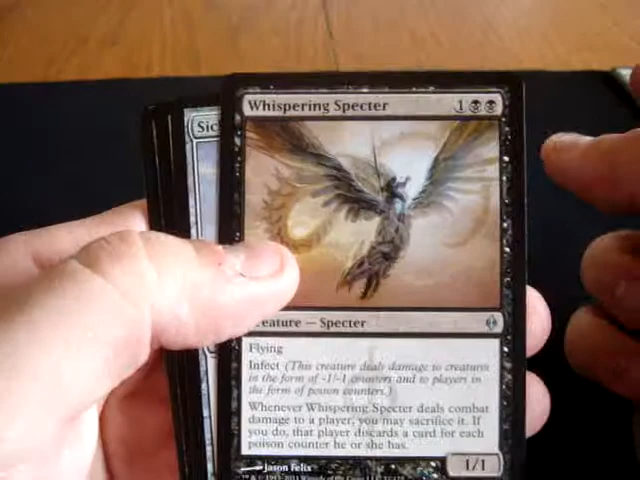 Sic
Whispering Specter 1
Creature — Specter
Flying
Infect (This creature deals damage to creatures
in the form of -1/-1 counters and to players in
the form of poison counters.)
Whenever Whispering Specter deals combat
damage to a player, you may sacrifice it. If
you do, that player discards a card for each
poison counter he or she has.
Jason Felix
1/1